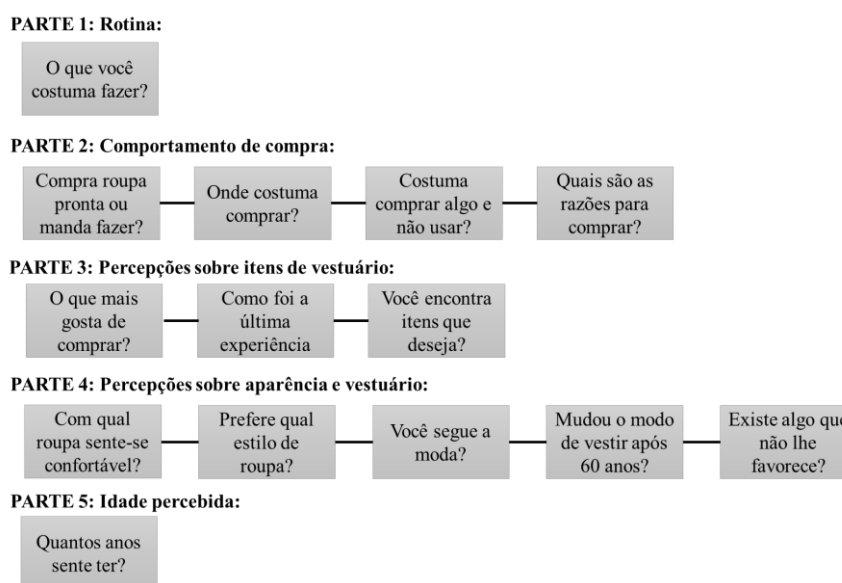 PARTE 1: Rotina:
O que você
costuma fazer?
PARTE 2: Comportamento de compra:
Compra roupa
pronta ou
manda fazer?
Onde costuma
comprar?
Costuma
comprar algo e
não usar?
Quais são as
razões para
comprar?
PARTE 3: Percepções sobre itens de vestuário:
O que mais
gosta de
comprar?
Como foi a
última
experiência
Você encontra
itens que
deseja?
PARTE 4: Percepções sobre aparência e vestuário:
Com qual
roupa sente-se
confortável?
Prefere qual
estilo de
roupa?
Você segue a
moda?
Mudou o modo
de vestir após
60 anos?
Existe algo que
não lhe
favorece?
PARTE 5: Idade percebida:
Quantos anos
sente ter?